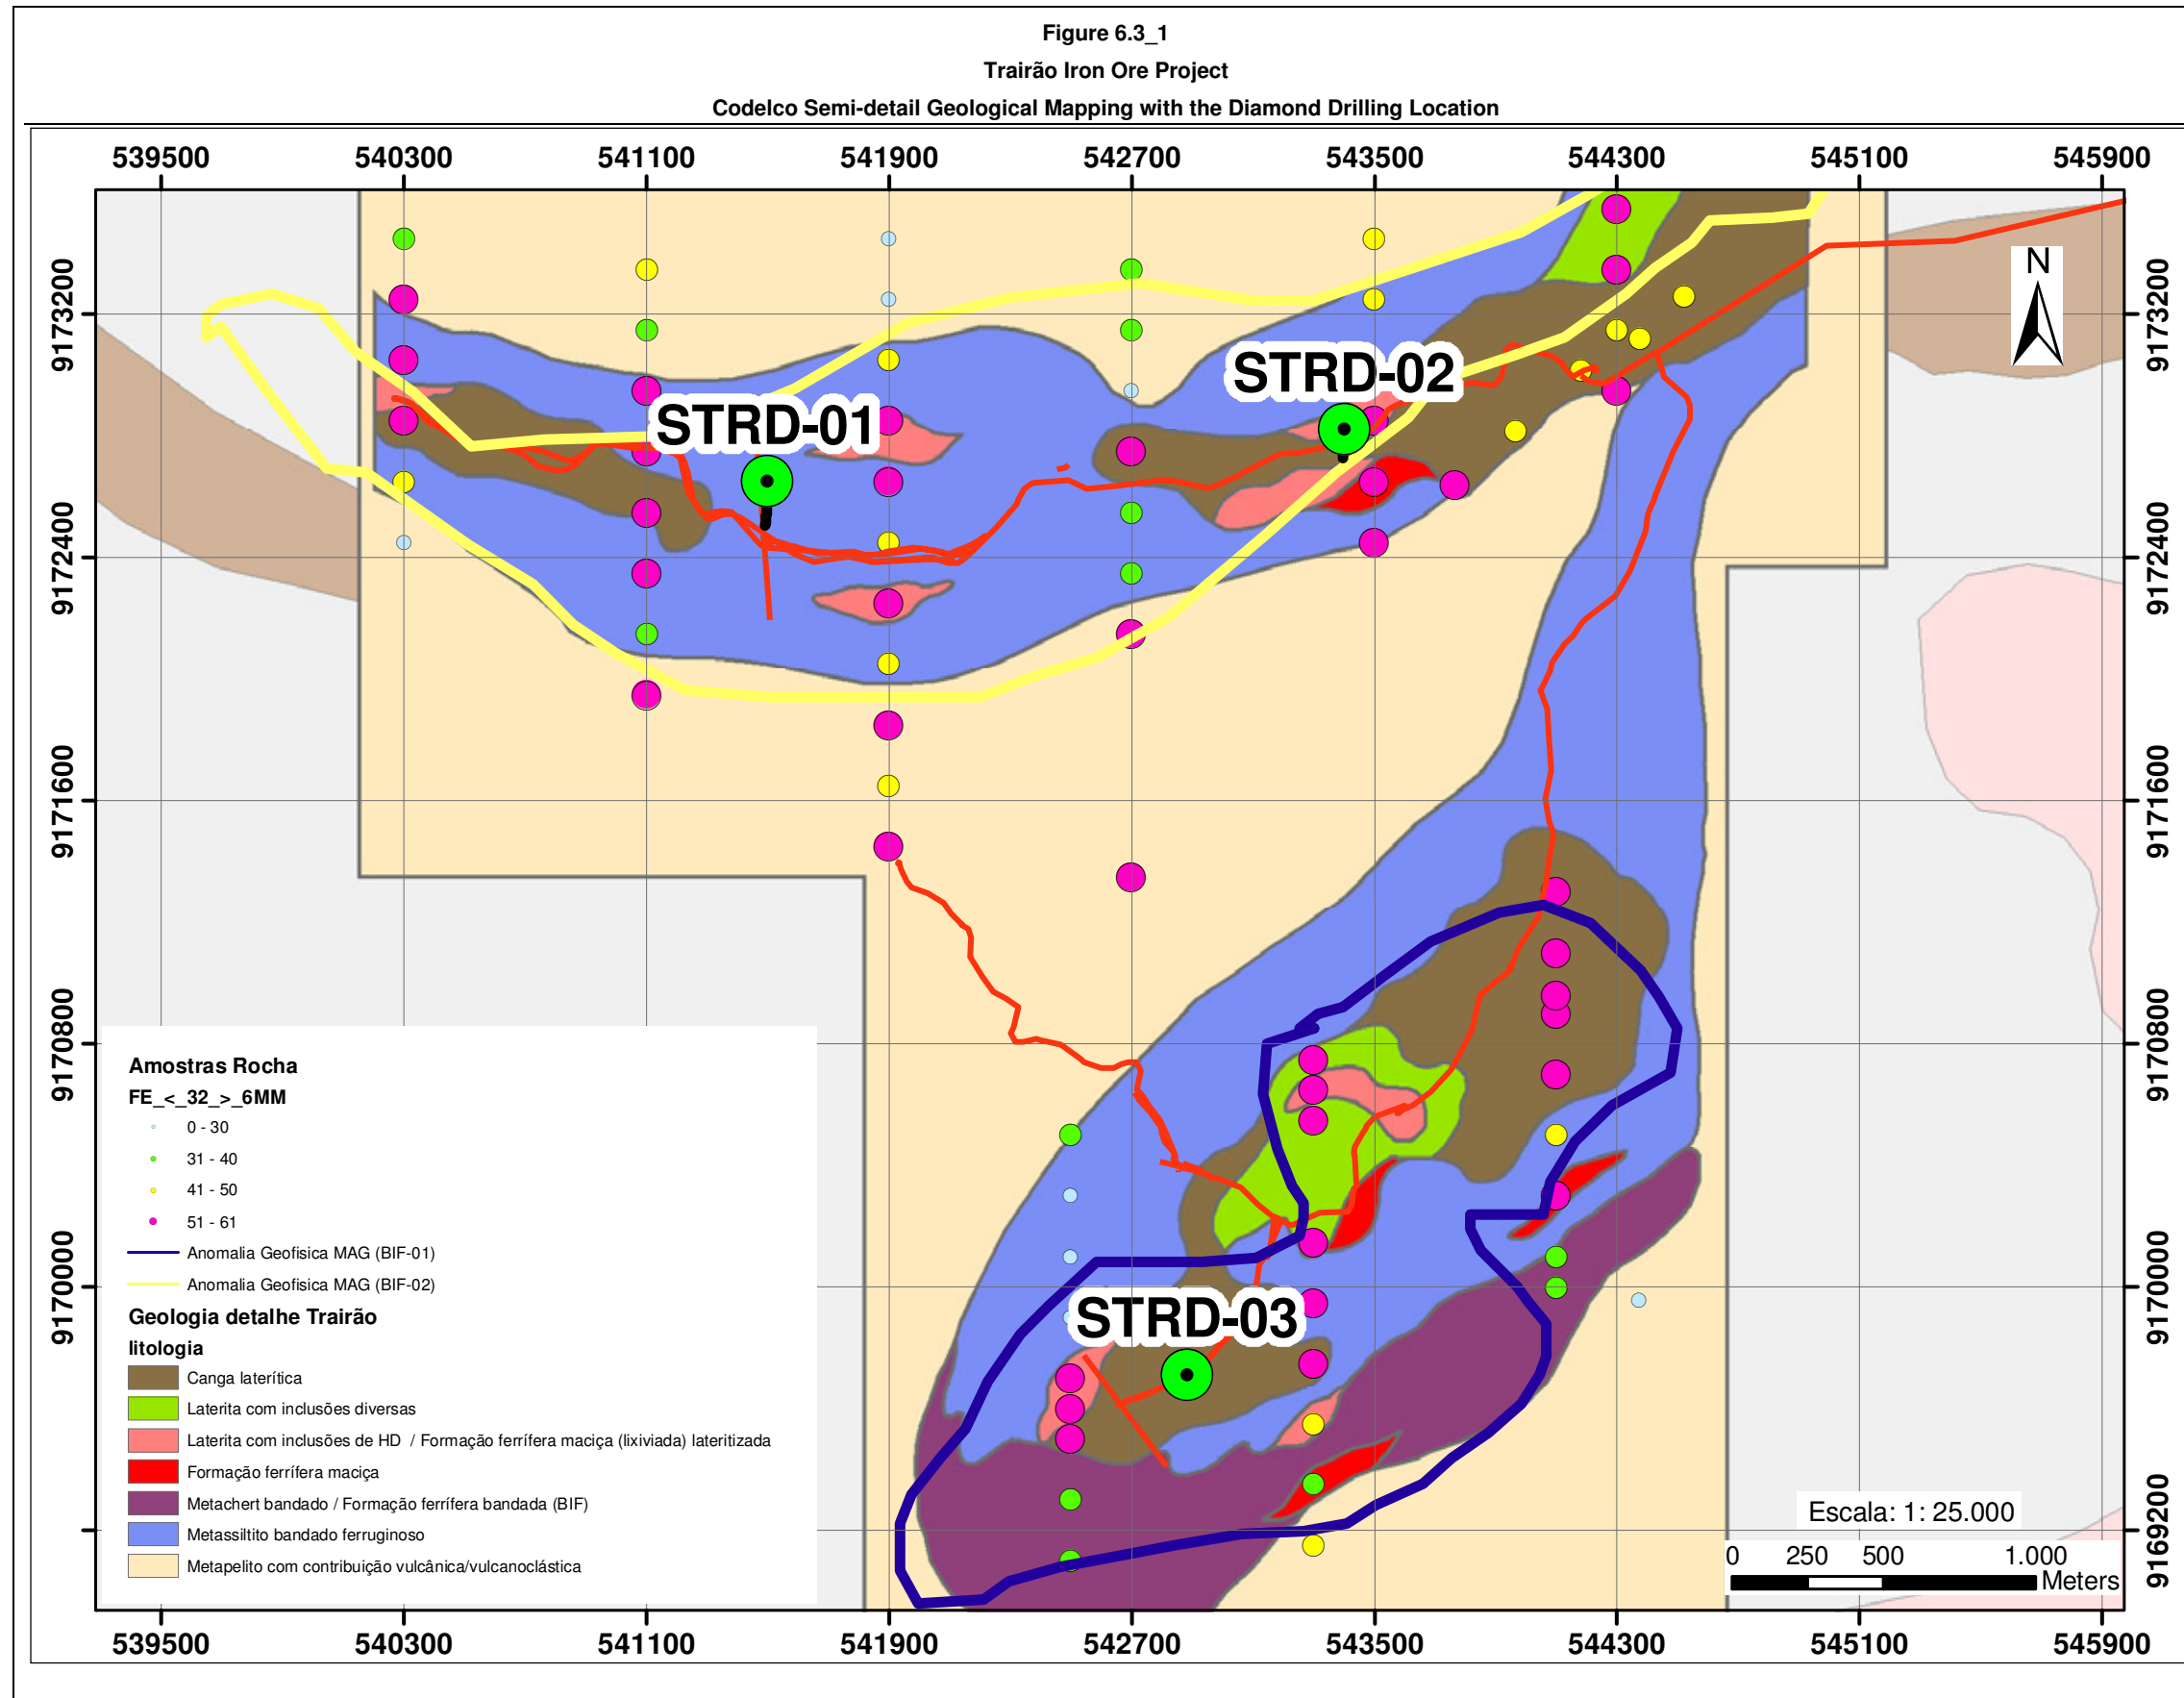 Figure 6.3_1
Trairão Iron Ore Project
Codelco Semi-detail Geological Mapping with the Diamond Drilling Location
539500 540300 541100 541900 542700 543500 544300 545100 545900
9173200
9172400
9171600
9170800
9170000
N
9173200
9172400
9171600
9170800
9170000
9169200
STRD-02
STRD-01
STRD-03
Amostras Rocha
FE_<_32_>_6MM
0 - 30
31 - 40
41 - 50
51 - 61
Anomalia Geofisica MAG (BIF-01)
Anomalia Geofisica MAG (BIF-02)
Geologia detalhe Trairão
litologia
Canga laterítica
Laterita com inclusões diversas
Laterita com inclusões de HD / Formação ferrífera maciça (lixiviada) lateritizada
Formação ferrífera maciça
Metachert bandado / Formação ferrífera bandada (BIF)
Metassiltito bandado ferruginoso
Metapelito com contribuição vulcânica/vulcanoclástica
Escala: 1: 25.000
0 250 500 1.000
Meters
539500 540300 541100 541900 542700 543500 544300 545100 545900